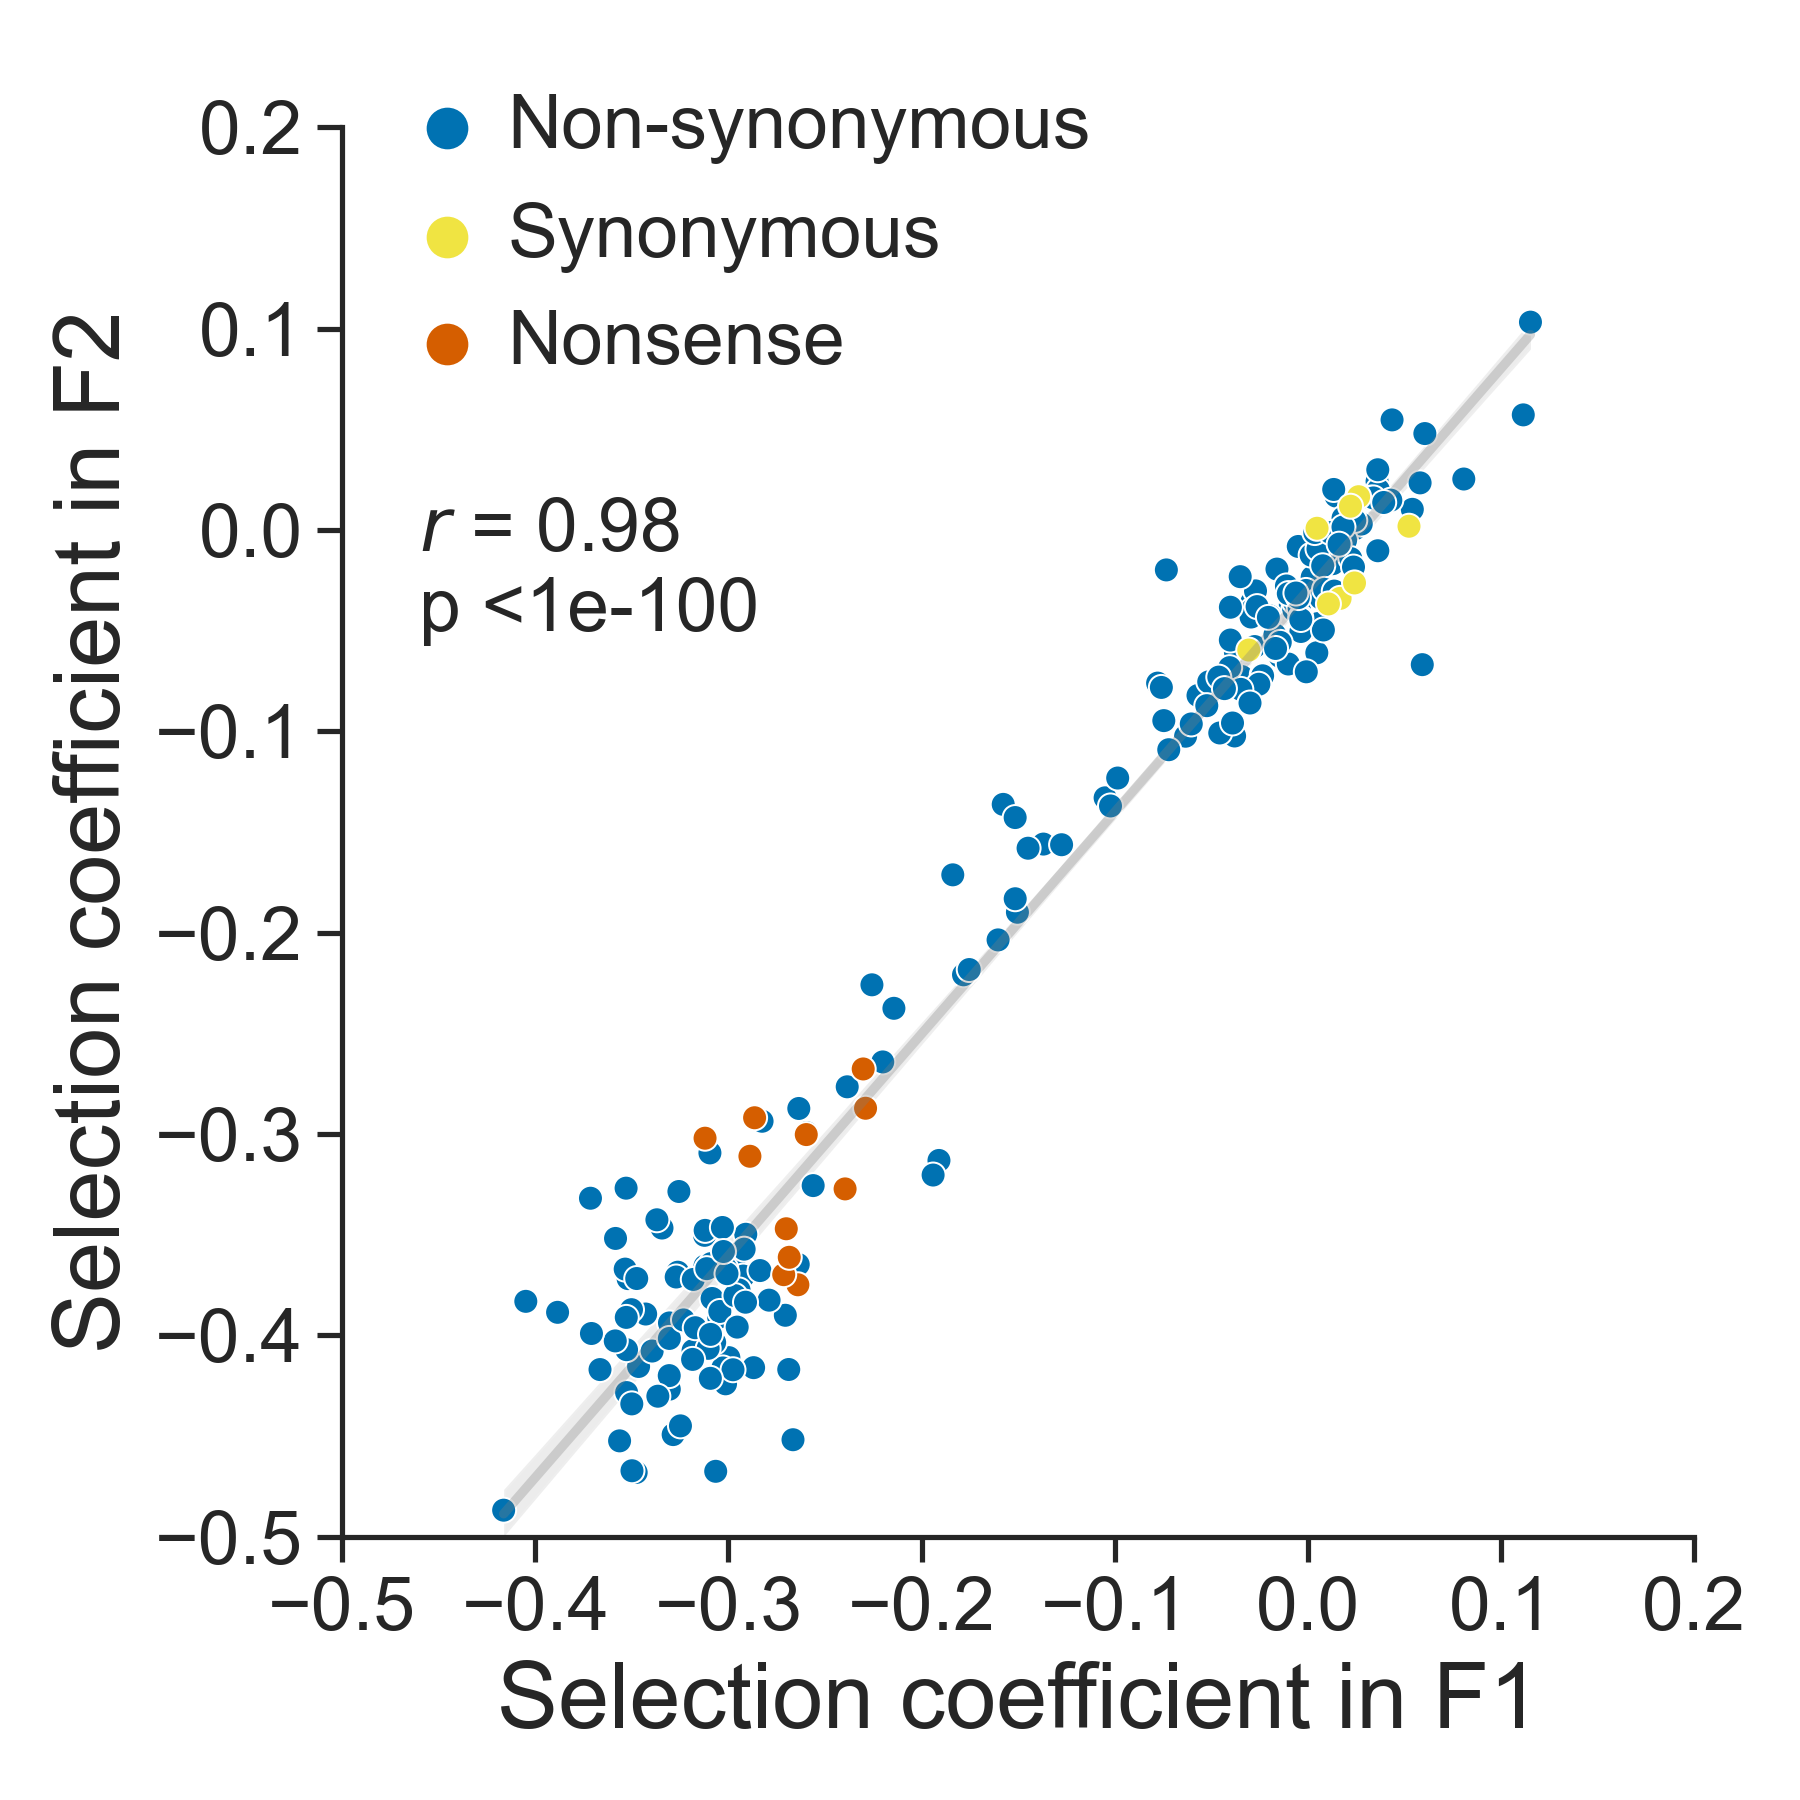 Non-synonymous
Synonymous
Nonsense
r = 0.98
p <1e-100
Selection coefficient in F2
0.2
0.1
0.0
−0.1
−0.2
−0.3
−0.4
−0.5
−0.5 −0.4 −0.3 −0.2 −0.1 0.0 0.1 0.2
Selection coefficient in F1